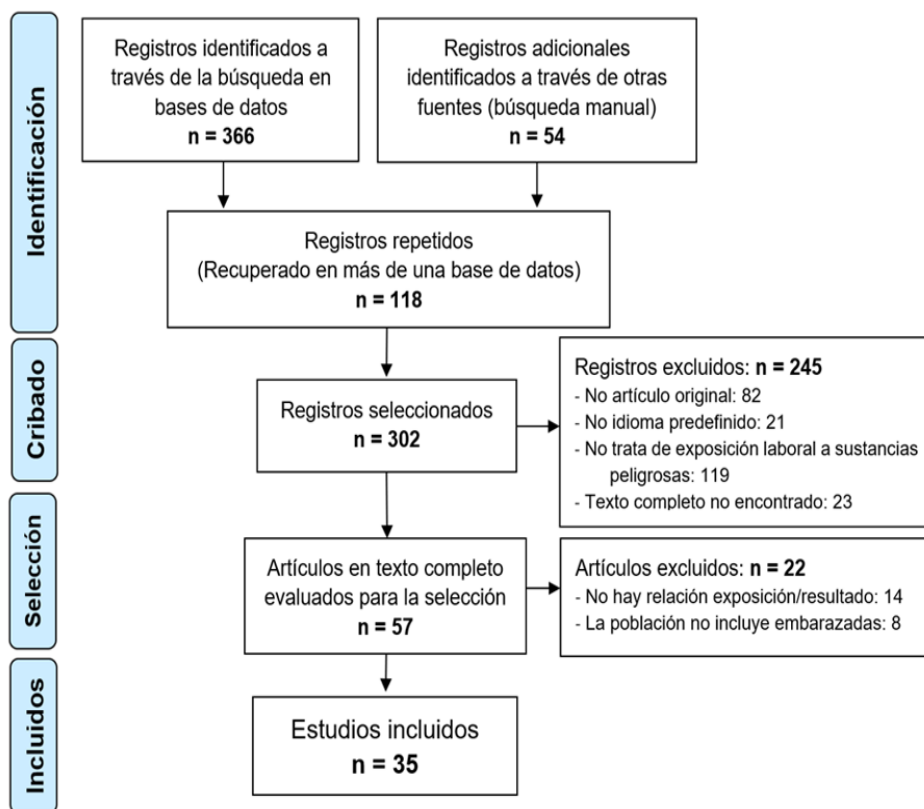 Identificación
Registros identificados a
través de la búsqueda en
bases de datos
n = 366
Registros adicionales
identificados a través de otras
fuentes (búsqueda manual)
n = 54
Registros repetidos
(Recuperado en más de una base de datos)
n = 118
Cribado
Registros seleccionados
n = 302
Registros excluidos: n = 245
- No artículo original: 82
- No idioma predefinido: 21
- No trata de exposición laboral a sustancias
peligrosas: 119
- Texto completo no encontrado: 23
Selección
Artículos en texto completo
evaluados para la selección
n = 57
Artículos excluidos: n = 22
- No hay relación exposición/resultado: 14
- La población no incluye embarazadas: 8
Incluidos
Estudios incluidos
n = 35